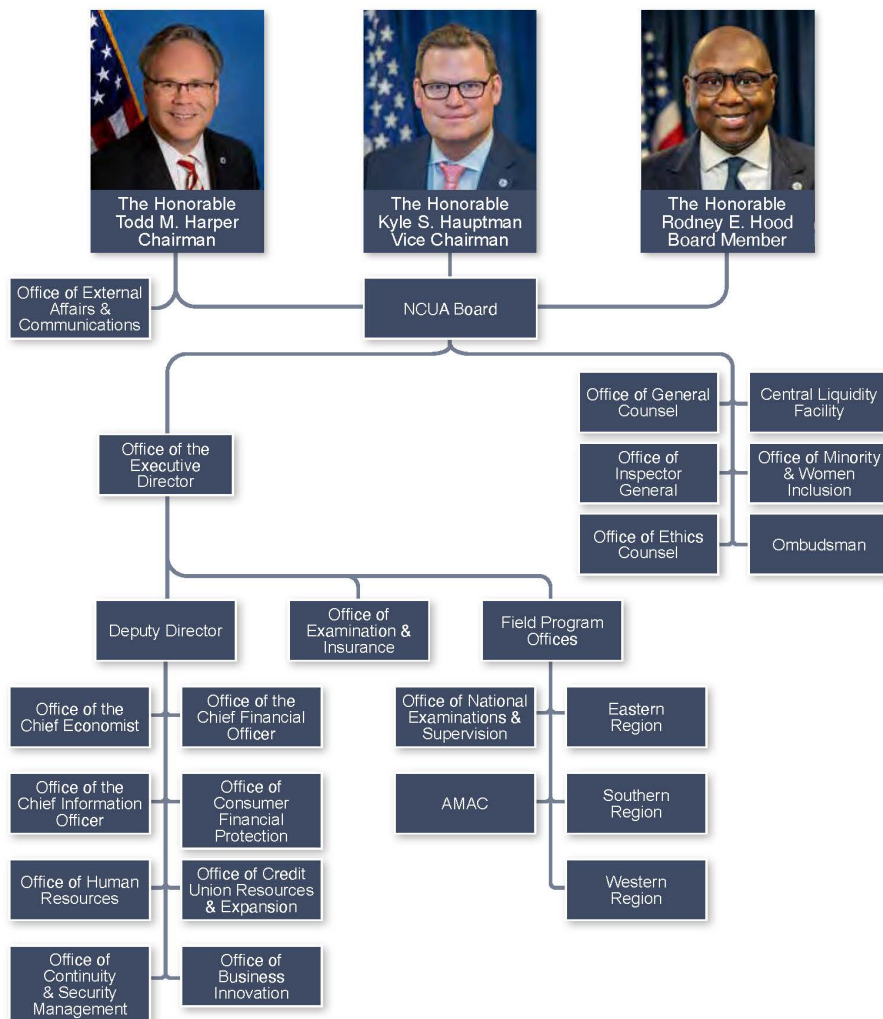 The Honorable
Todd M. Harper
Chairman
The Honorable
Kyle S. Hauptman
Vice Chairman
The Honorable
Rodney E. Hood
Board Member
Office of External
Affairs &
Communications
NCUA Board
Office of General
Counsel
Central Liquidity
Facility
Office of the
Executive
Director
Office of
Inspector
General
Office of Minority
& Women
Inclusion
Office of Ethics
Counsel
Ombudsman
Deputy Director
Office of
Examination &
Insurance
Field Program
Offices
Office of the
Chief Economist
Office of the
Chief Financial
Officer
Office of National
Examinations &
Supervision
Eastern
Region
Office of the
Chief Information
Officer
Office of
Consumer
Financial
Protection
AMAC
Southern
Region
Office of Human
Resources
Office of Credit
Union Resources
& Expansion
Western
Region
Office of
Continuity
& Security
Management
Office of
Business
Innovation